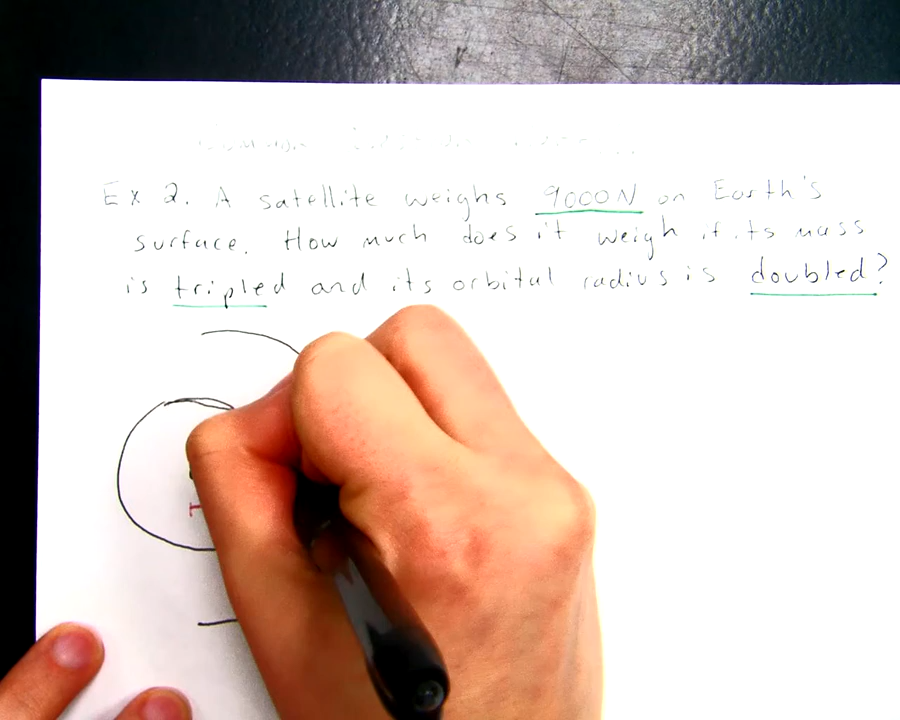 Ex 2. A satellite weighs 9000N on Earth's
surface. How much does it weigh if its mass
is tripled and its orbital radius is doubled?